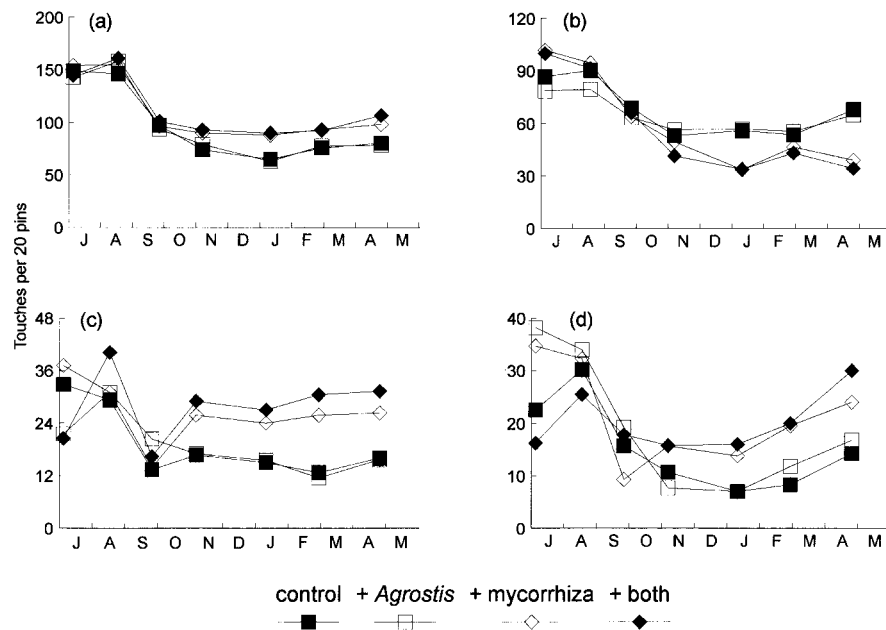 (a)
200
150
100
50
0
J A S O N D J F M A M
(b)
120
90
60
30
0
J A S O N D J F M A M
Touches per 20 pins
(c)
48
36
24
12
0
J A S O N D J F M A M
(d)
40
30
20
10
0
J A S O N D J F M A M
control + Agrostis + mycorrhiza + both